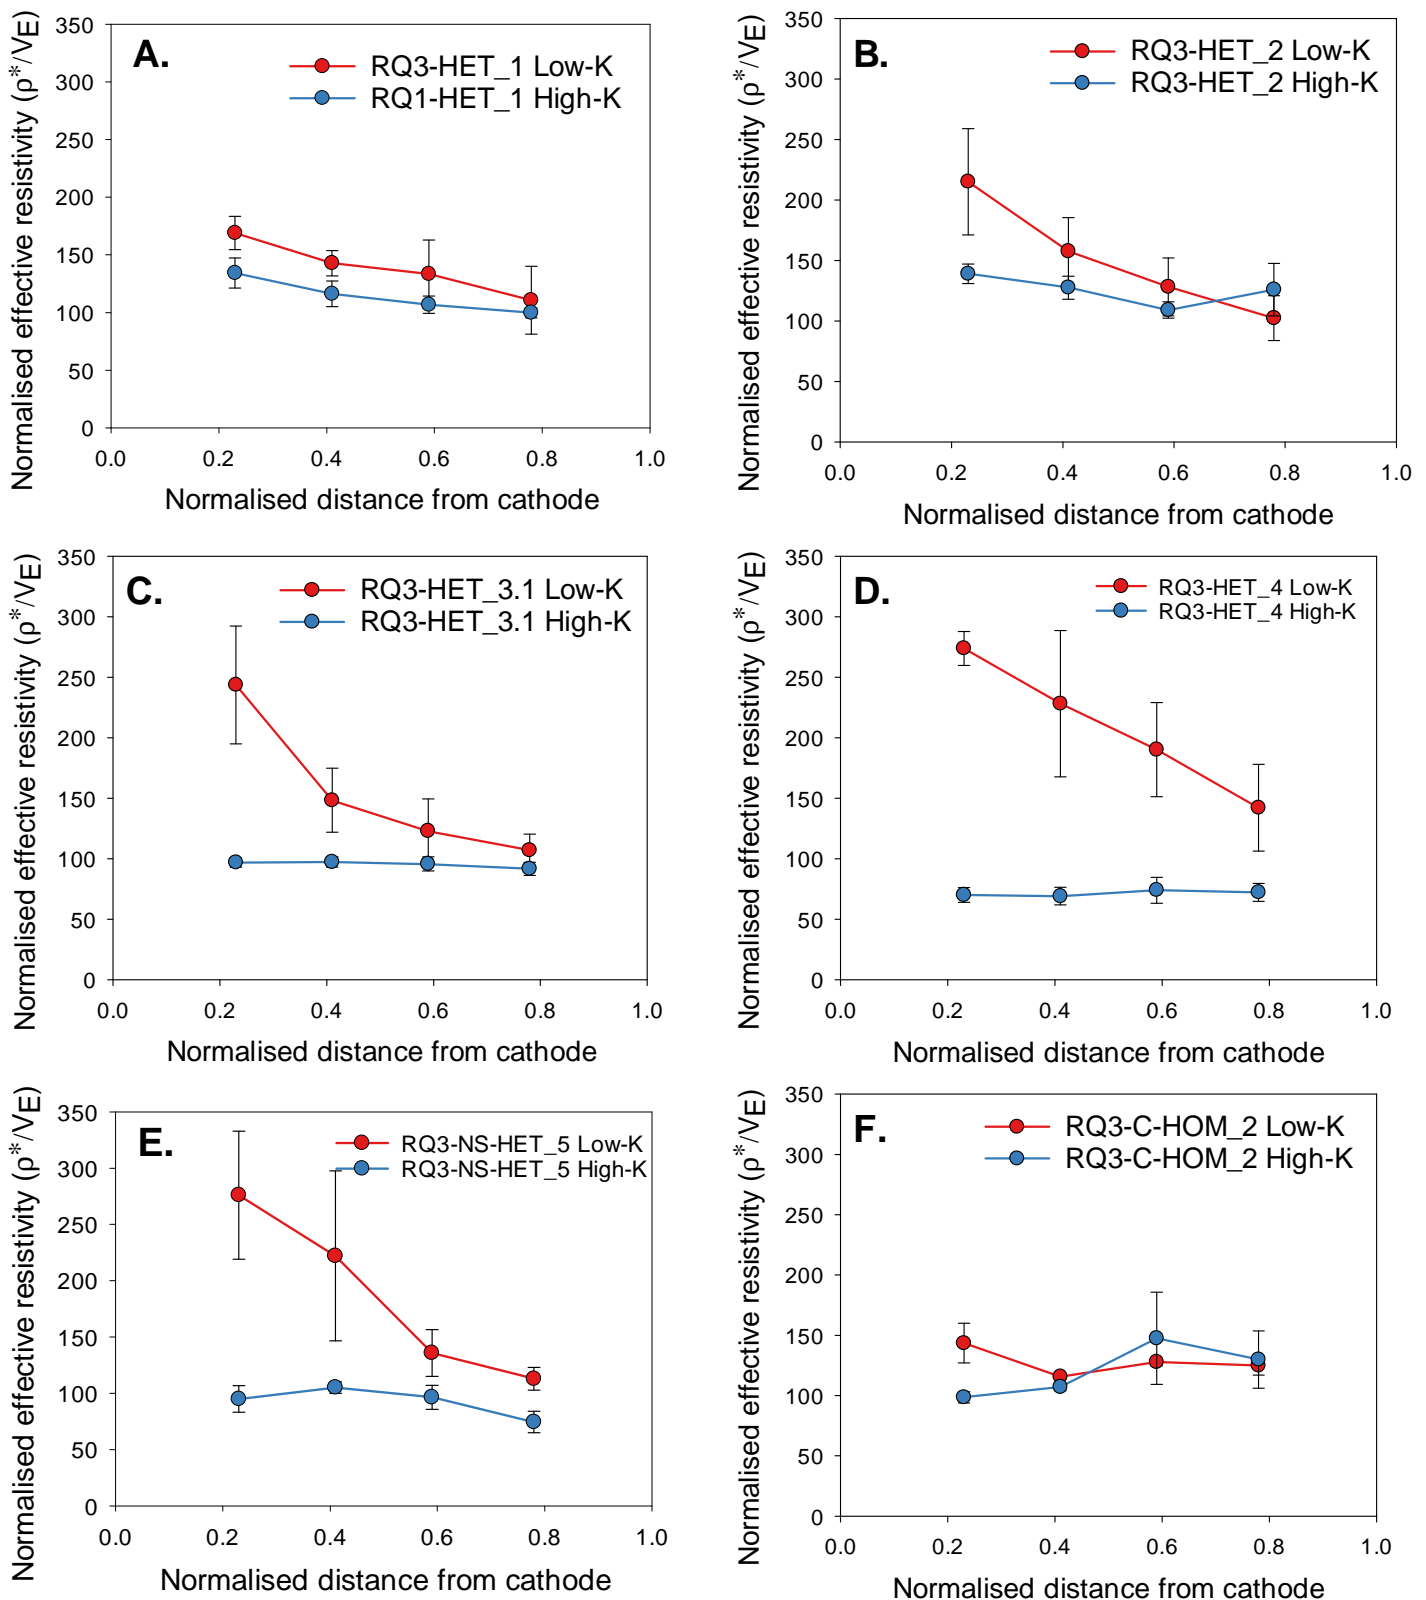 A.
RQ3-HET_1 Low-K
RQ1-HET_1 High-K
Normalised effective resistivity (ρ*/VE)
350
300
250
200
150
100
50
0
0.0 0.2 0.4 0.6 0.8 1.0
Normalised distance from cathode
B.
RQ3-HET_2 Low-K
RQ3-HET_2 High-K
Normalised effective resistivity (ρ*/VE)
350
300
250
200
150
100
50
0
0.0 0.2 0.4 0.6 0.8 1.0
Normalised distance from cathode
C.
RQ3-HET_3.1 Low-K
RQ3-HET_3.1 High-K
Normalised effective resistivity (ρ*/VE)
350
300
250
200
150
100
50
0
0.0 0.2 0.4 0.6 0.8 1.0
Normalised distance from cathode
D.
RQ3-HET_4 Low-K
RQ3-HET_4 High-K
Normalised effective resistivity (ρ*/VE)
350
300
250
200
150
100
50
0
0.0 0.2 0.4 0.6 0.8 1.0
Normalised distance from cathode
E.
RQ3-NS-HET_5 Low-K
RQ3-NS-HET_5 High-K
Normalised effective resistivity (ρ*/VE)
350
300
250
200
150
100
50
0
0.0 0.2 0.4 0.6 0.8 1.0
Normalised distance from cathode
F.
RQ3-C-HOM_2 Low-K
RQ3-C-HOM_2 High-K
Normalised effective resistivity (ρ*/VE)
350
300
250
200
150
100
50
0
0.0 0.2 0.4 0.6 0.8 1.0
Normalised distance from cathode